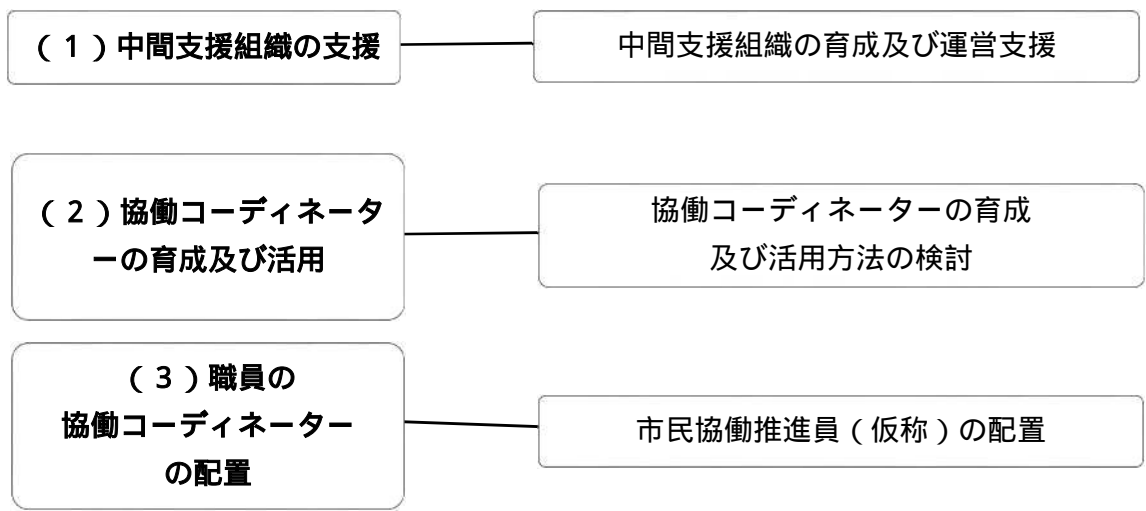 （１）中間支援組織の支援
中間支援組織の育成及び運営支援
（２）協働コーディネータ
ーの育成及び活用
協働コーディネーターの育成
及び活用方法の検討
（３）職員の
協働コーディネーター
の配置
市民協働推進員（仮称）の配置